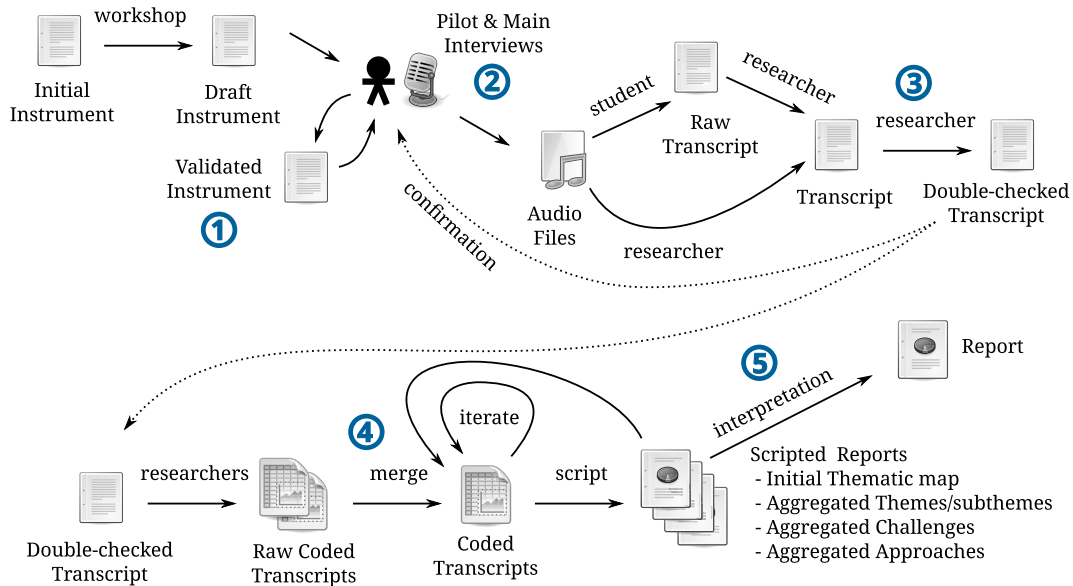 workshop
Initial
Instrument
Draft
Instrument
Validated
Instrument
1
Pilot & Main
Interviews
2
confirmation
Audio
Files
student
researcher
Raw
Transcript
researcher
Transcript
3
researcher
Double-checked
Transcript
Double-checked
Transcript
researchers
Raw Coded
Transcripts
4
merge
iterate
Coded
Transcripts
script
5
interpretation
Report
Scripted Reports
- Initial Thematic map
- Aggregated Themes/subthemes
- Aggregated Challenges
- Aggregated Approaches